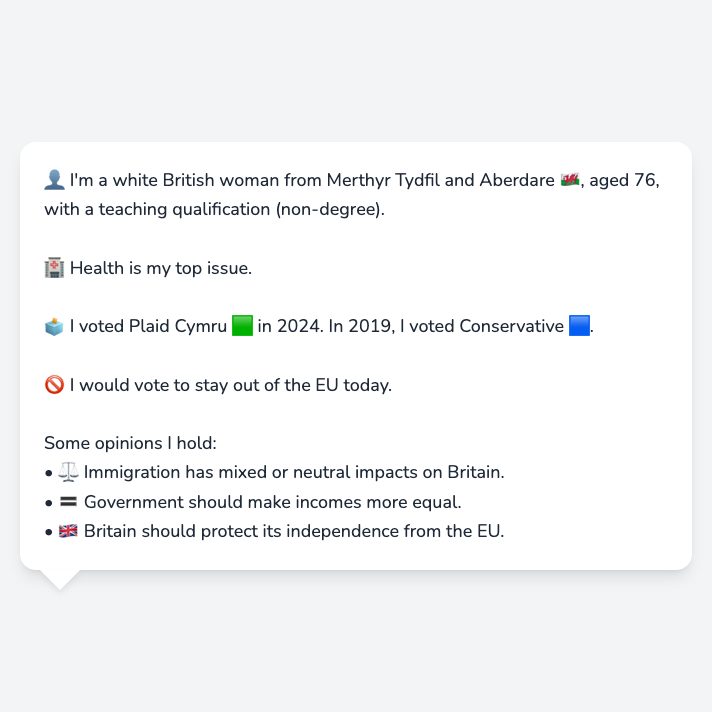 👤 I'm a white British woman from Merthyr Tydfil and Aberdare 🏴󠁧󠁢󠁷󠁬󠁳󠁿, aged 76,
with a teaching qualification (non-degree).
🏥 Health is my top issue.
🗳️ I voted Plaid Cymru 🟩 in 2024. In 2019, I voted Conservative 🟦.
🚫 I would vote to stay out of the EU today.
Some opinions I hold:
• ⚖️ Immigration has mixed or neutral impacts on Britain.
• 🟰 Government should make incomes more equal.
• 🇬🇧 Britain should protect its independence from the EU.